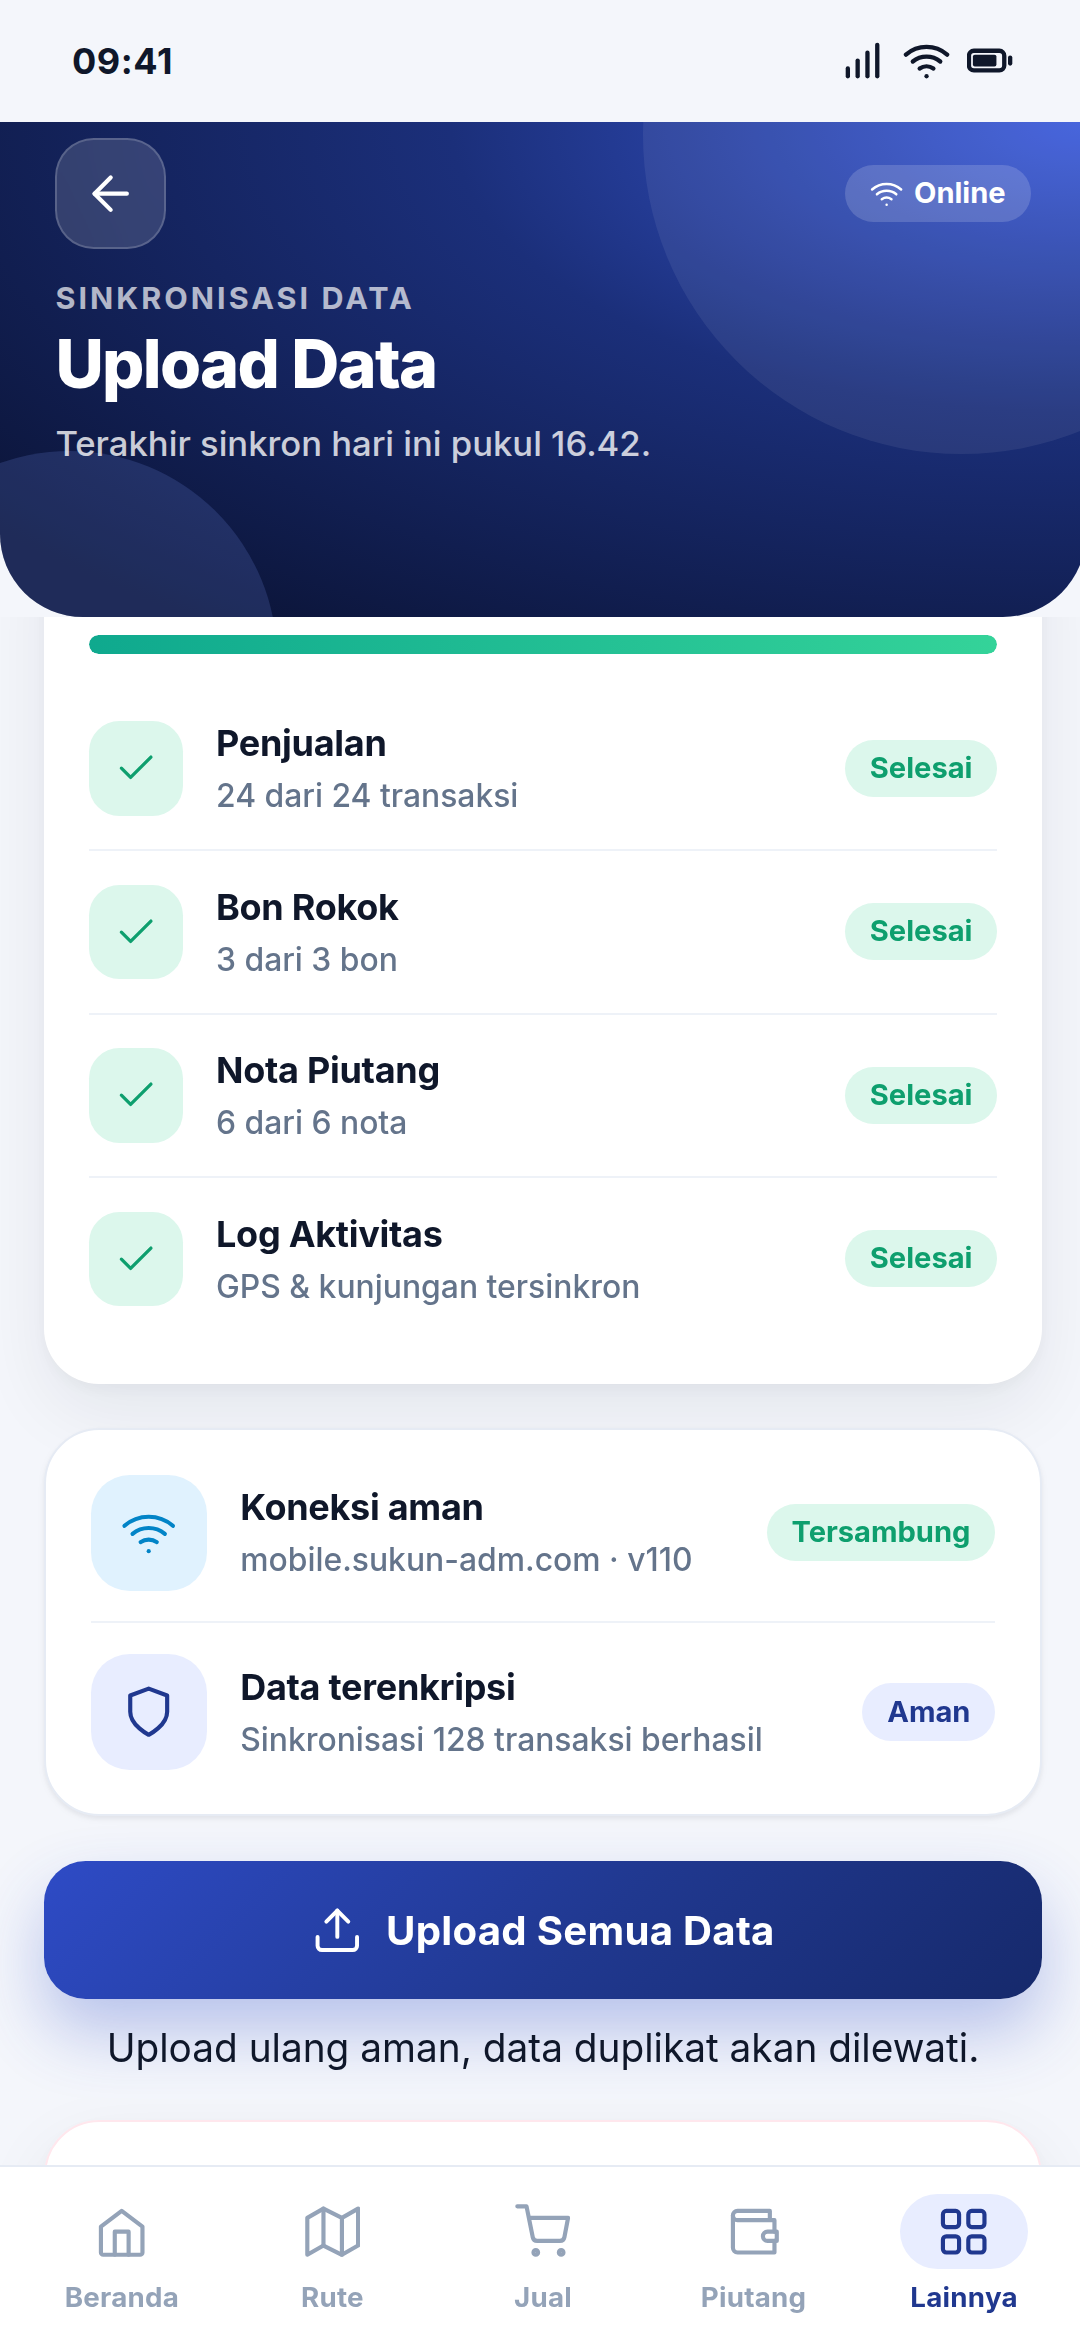 09:41
Online
SINKRONISASI DATA
Upload Data
Terakhir sinkron hari ini pukul 16.42.
Penjualan
24 dari 24 transaksi
Selesai
Bon Rokok
3 dari 3 bon
Selesai
Nota Piutang
6 dari 6 nota
Selesai
Log Aktivitas
GPS & kunjungan tersinkron
Selesai
Koneksi aman
mobile.sukun-adm.com · v110
Tersambung
Data terenkripsi
Sinkronisasi 128 transaksi berhasil
Aman
Upload Semua Data
Upload ulang aman, data duplikat akan dilewati.
Beranda
Rute
Jual
Piutang
Lainnya